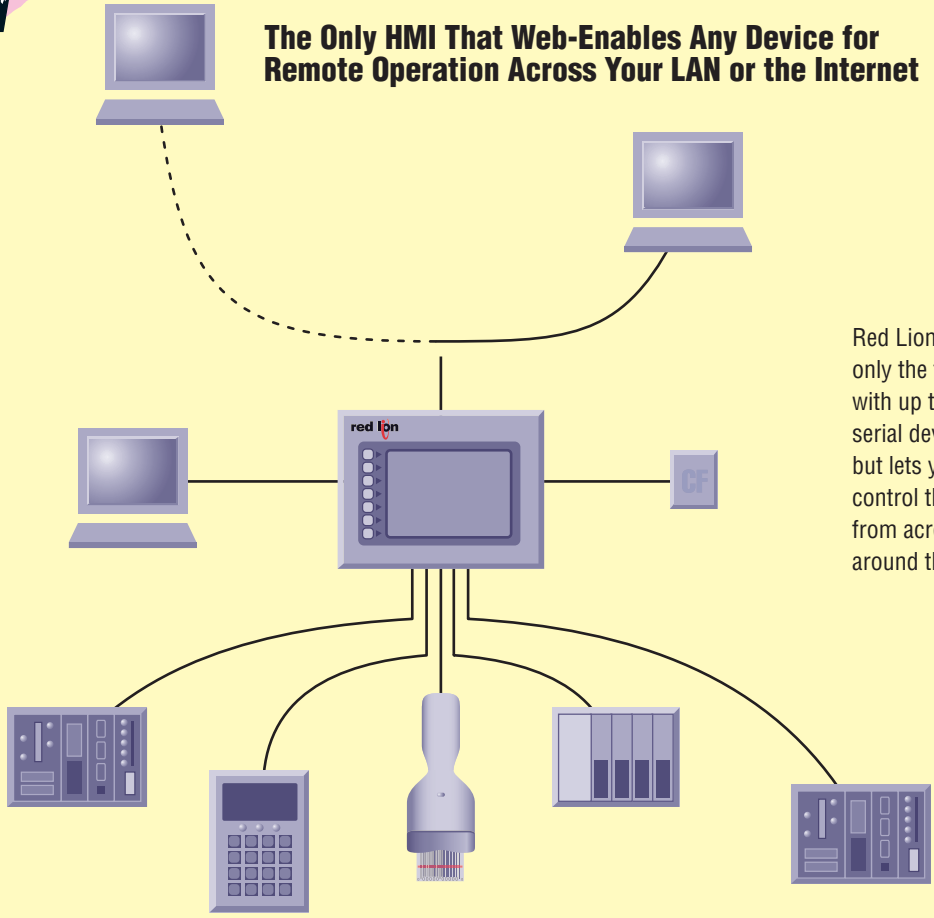 The Only HMI That Web-Enables Any Device for
Remote Operation Across Your LAN or the Internet
red lion
CF
Red Lion
only the
with up t
serial dev
but lets y
control th
from acro
around th